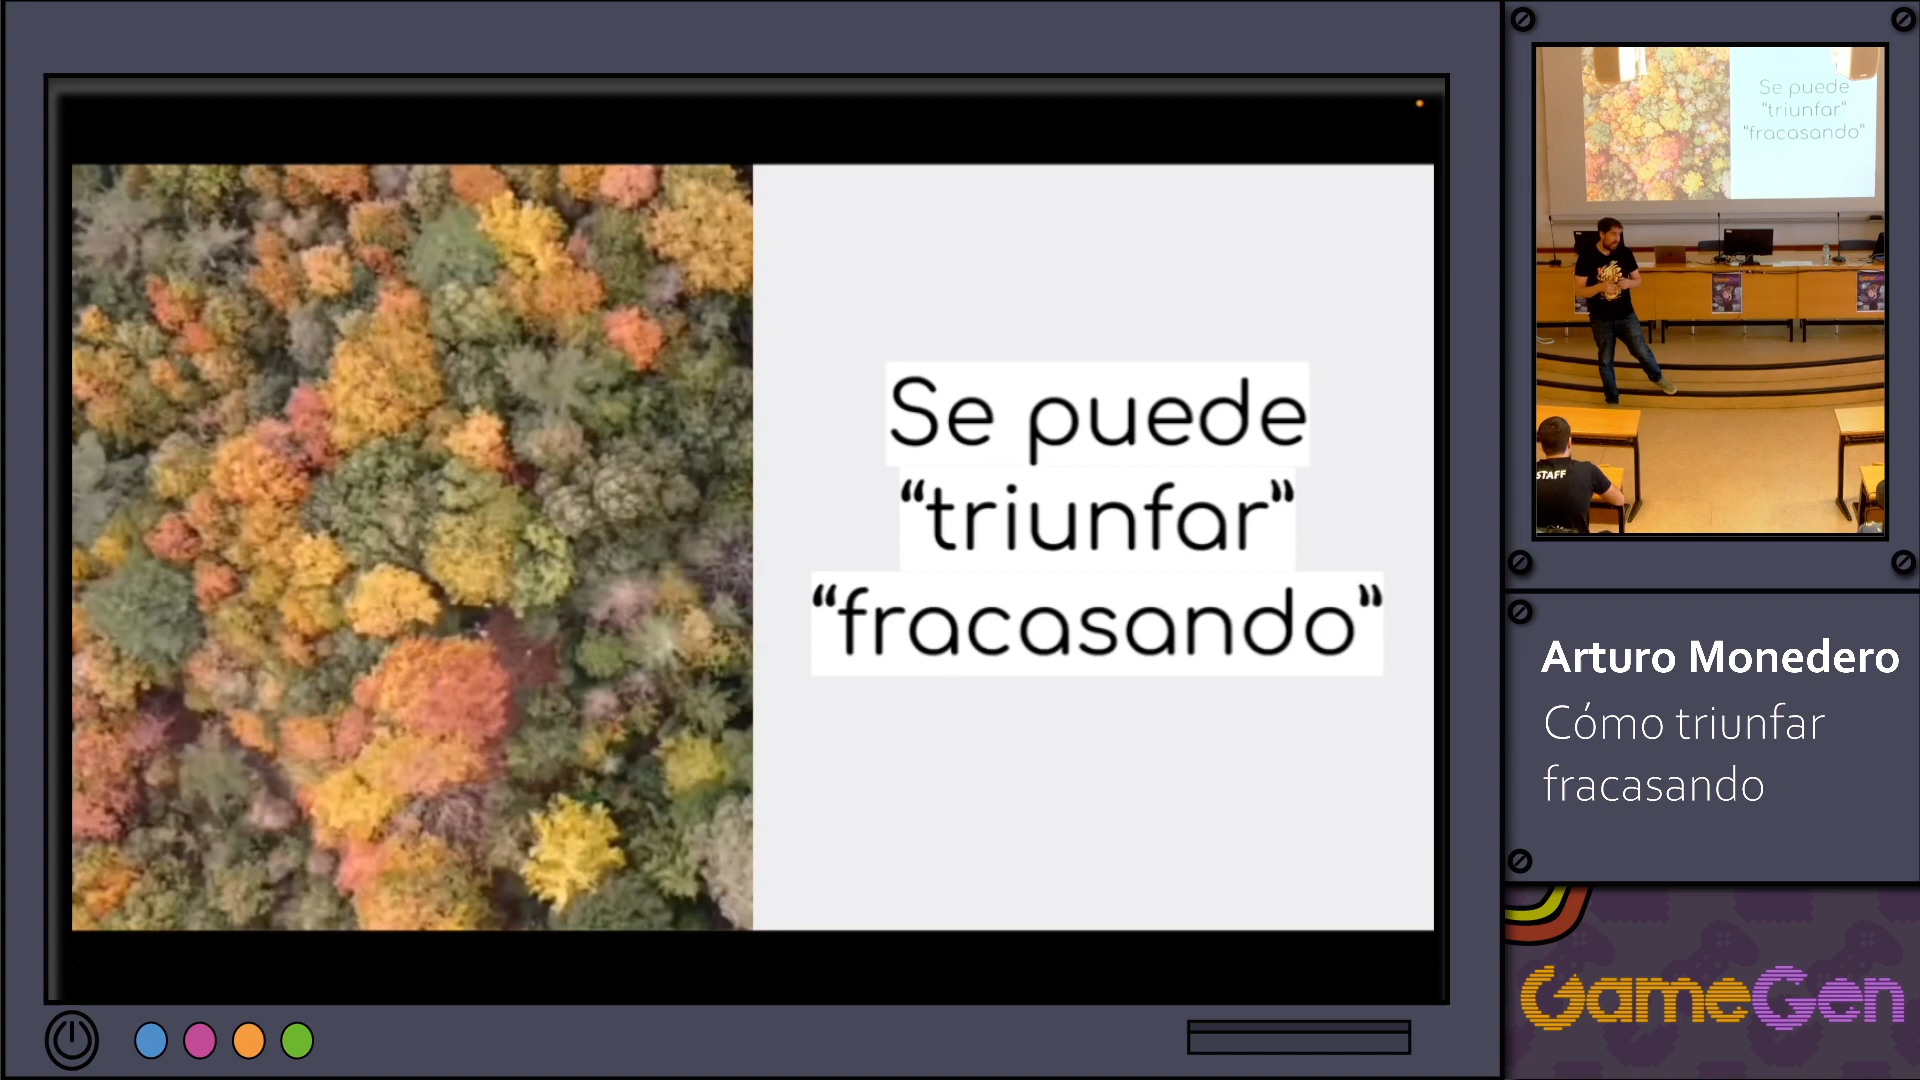 Se puede
“triunfar”
“fracasando”
Se puede
“triunfar”
“fracasando”
STAFF
Arturo Monedero
Cómo triunfar
fracasando
GameGen